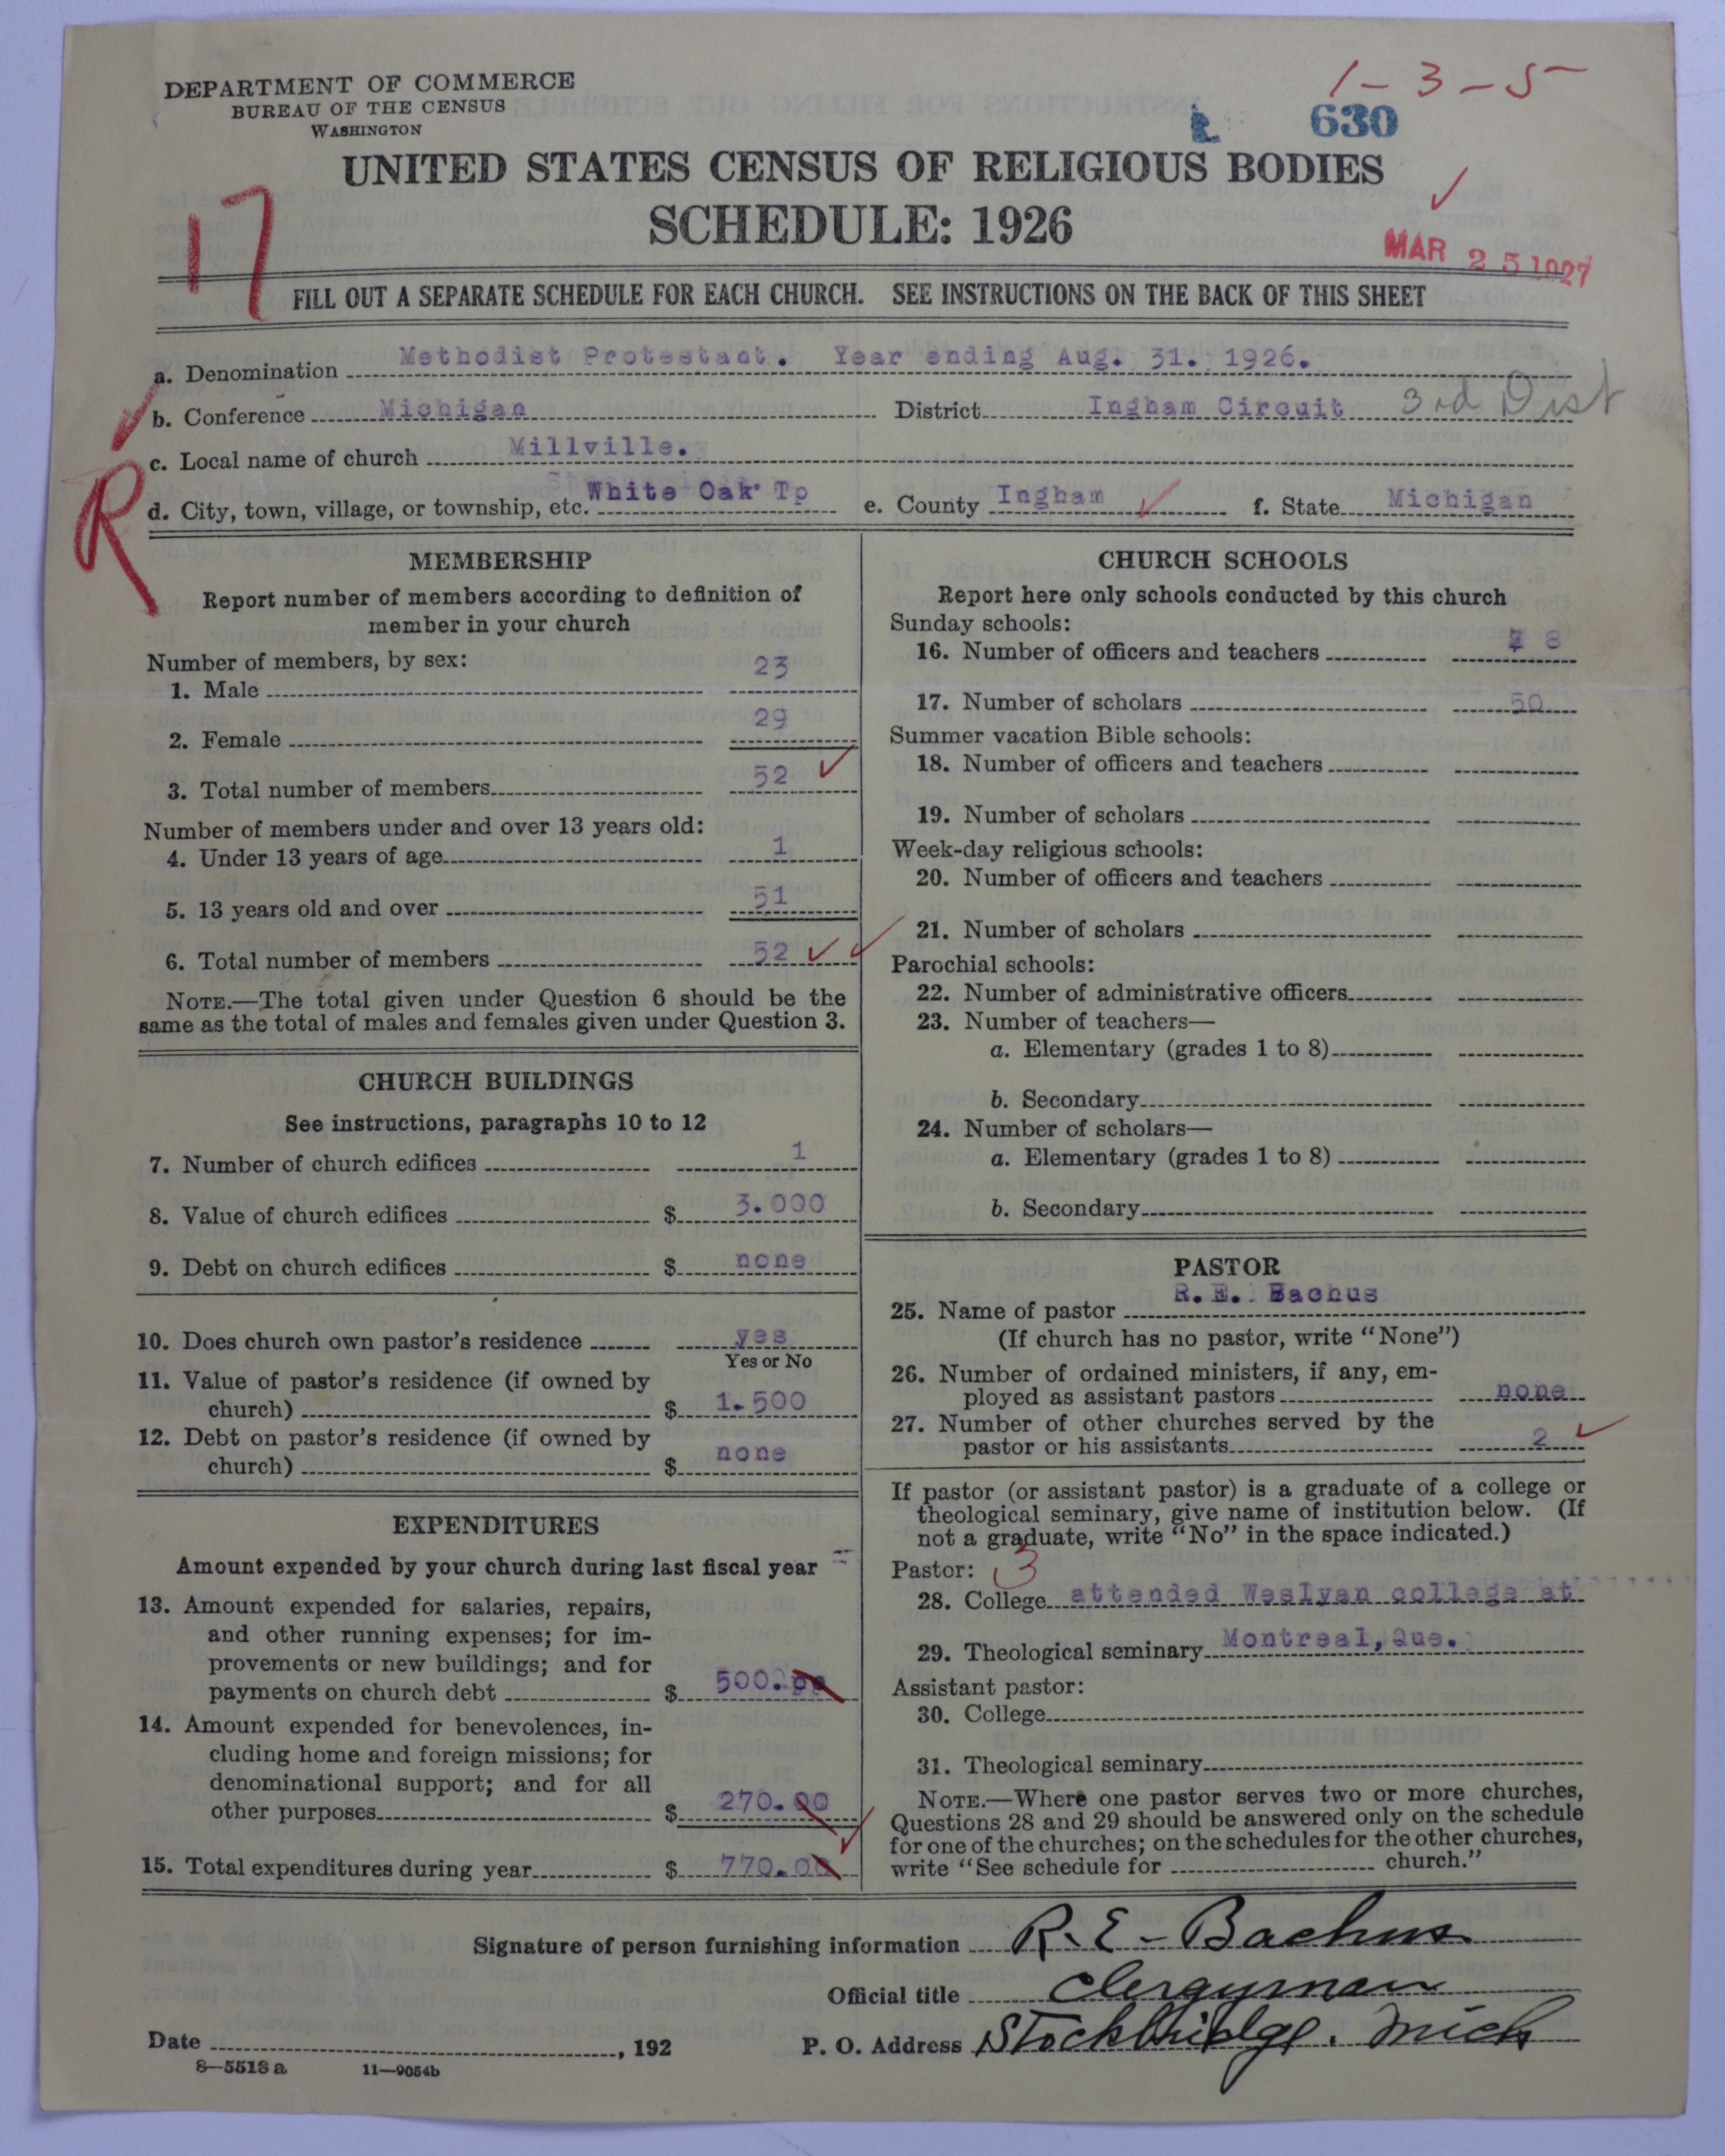 1-3-5
DEPARTMENT OF COMMERCE
BUREAU OF THE CENSUS
WASHINGTON
630
UNITED STATES CENSUS OF RELIGIOUS BODIES
SCHEDULE: 1926
17
MAR 25 1927
FILL OUT A SEPARATE SCHEDULE FOR EACH CHURCH. SEE INSTRUCTIONS ON THE BACK OF THIS SHEET
a. Denomination Methodist Protestant. Year ending Aug. 31. 1926.
b. Conference Michigan District Ingham Circuit 3rd Dist
c. Local name of church Millville.
R
d. City, town, village, or township, etc. White Oak Tp e. County Ingham f. State Michigan
MEMBERSHIP
Report number of members according to definition of
member in your church
Number of members, by sex:
1. Male 23
2. Female 29
3. Total number of members 52
Number of members under and over 13 years old:
4. Under 13 years of age 1
5. 13 years old and over 51
6. Total number of members 52
NOTE.—The total given under Question 6 should be the
same as the total of males and females given under Question 3.
CHURCH BUILDINGS
See instructions, paragraphs 10 to 12
7. Number of church edifices 1
8. Value of church edifices $ 3.000
9. Debt on church edifices $ none
10. Does church own pastor's residence yes
Yes or No
11. Value of pastor's residence (if owned by
church) $ 1.500
12. Debt on pastor's residence (if owned by
church) $ none
EXPENDITURES
Amount expended by your church during last fiscal year
13. Amount expended for salaries, repairs,
and other running expenses; for im-
provements or new buildings; and for
payments on church debt $ 500.00
14. Amount expended for benevolences, in-
cluding home and foreign missions; for
denominational support; and for all
other purposes $ 270.00
15. Total expenditures during year $ 770.00
CHURCH SCHOOLS
Report here only schools conducted by this church
Sunday schools:
16. Number of officers and teachers 8
17. Number of scholars 50
Summer vacation Bible schools:
18. Number of officers and teachers
19. Number of scholars
Week-day religious schools:
20. Number of officers and teachers
21. Number of scholars
Parochial schools:
22. Number of administrative officers
23. Number of teachers—
a. Elementary (grades 1 to 8)
b. Secondary
24. Number of scholars—
a. Elementary (grades 1 to 8)
b. Secondary
PASTOR
25. Name of pastor R. E. Bachus
(If church has no pastor, write "None")
26. Number of ordained ministers, if any, em-
ployed as assistant pastors none
27. Number of other churches served by the
pastor or his assistants 2
If pastor (or assistant pastor) is a graduate of a college or
theological seminary, give name of institution below. (If
not a graduate, write "No" in the space indicated.)
Pastor: 3
28. College attended Weslyan college at
29. Theological seminary Montreal, Que.
Assistant pastor:
30. College
31. Theological seminary
NOTE.—Where one pastor serves two or more churches,
Questions 28 and 29 should be answered only on the schedule
for one of the churches; on the schedules for the other churches,
write "See schedule for church."
Signature of person furnishing information R. E - Bachus
Official title Clergyman
Date , 192 P. O. Address Stockbridge. Mich
8—5513 a 11—9054b